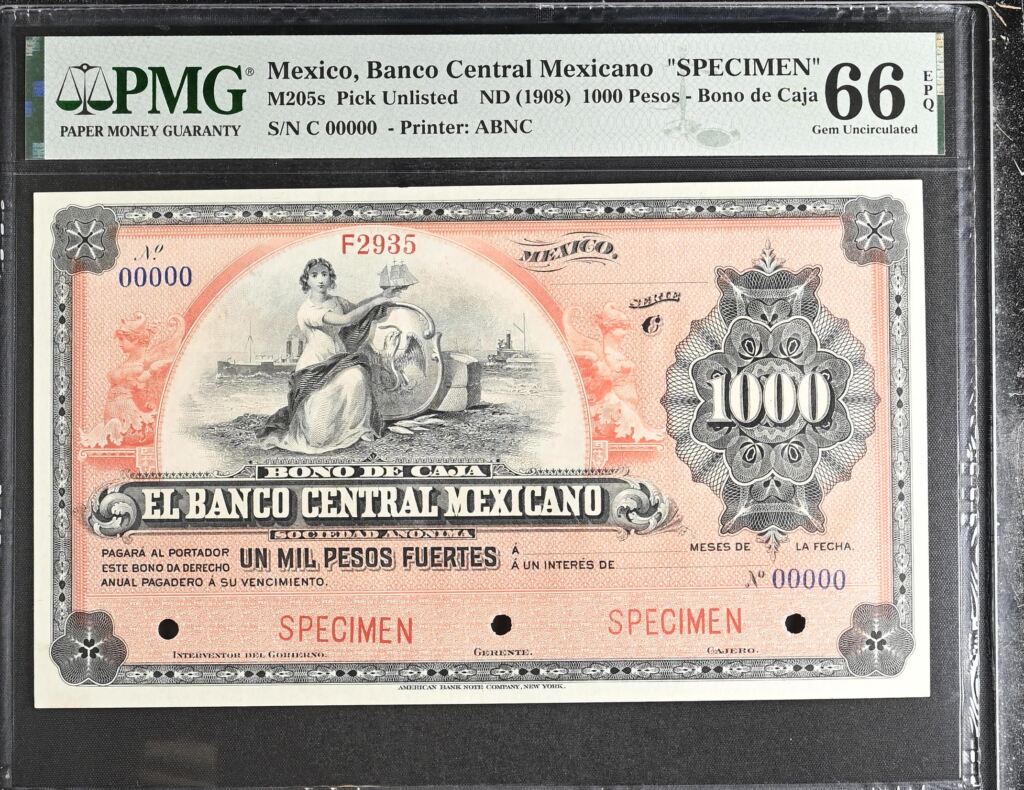 PMG®
PAPER MONEY GUARANTY
Mexico, Banco Central Mexicano "SPECIMEN"
M205s Pick Unlisted ND (1908) 1000 Pesos - Bono de Caja
S/N C 00000 - Printer: ABNC
66
EPQ
Gem Uncirculated
Nº
00000
F2935
MEXICO.
SERIE
C
1000
BONO DE CAJA
EL BANCO CENTRAL MEXICANO
SOCIEDAD ANONIMA
PAGARÁ AL PORTADOR
ESTE BONO DA DERECHO
ANUAL PAGADERO Á SU VENCIMIENTO.
UN MIL PESOS FUERTES
Á
Á UN INTERES DE
MESES DE LA FECHA.
Nº 00000
SPECIMEN
SPECIMEN
INTERVENTOR DEL GOBIERNO.
GERENTE.
CAJERO.
AMERICAN BANK NOTE COMPANY, NEW YORK.